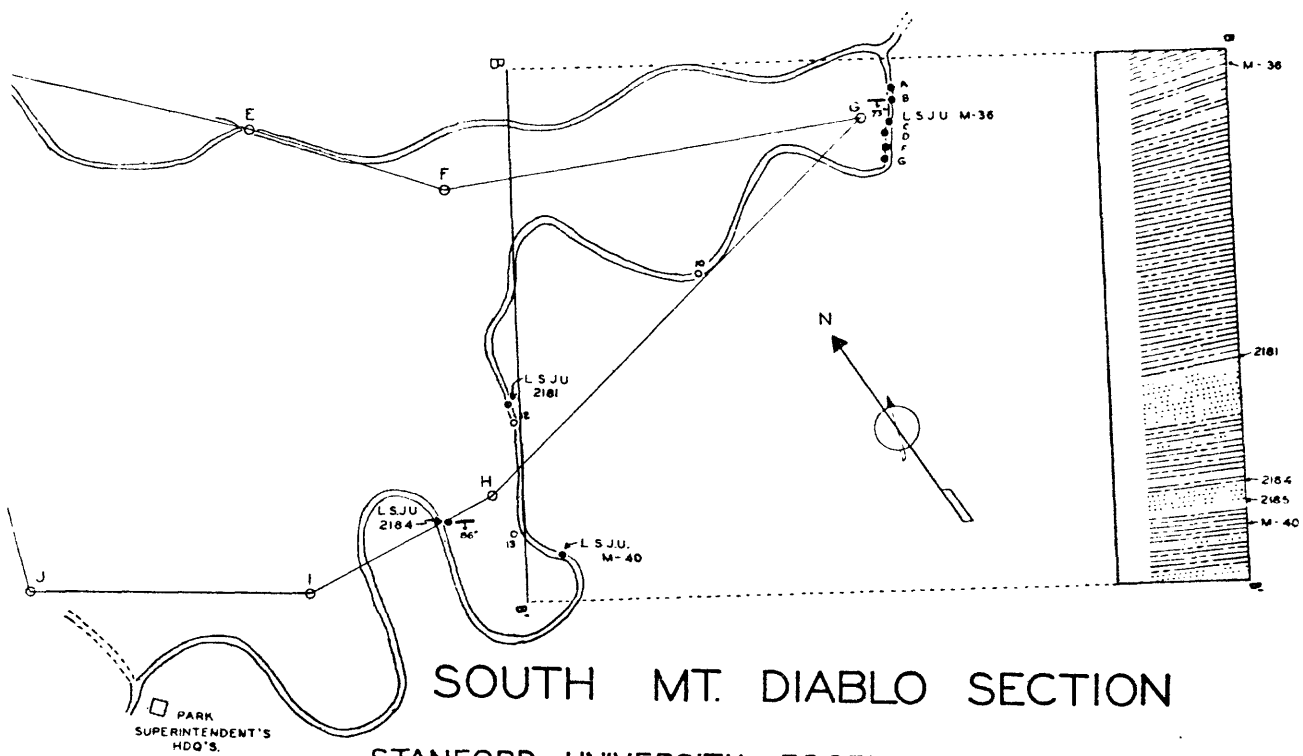 E
F
G
A
B
73°
L S J U M-36
C
D
F
G
10
B
B
M-36
2181
2184
2185
M-40
B'
N
L S J U
2181
12
H
L S.J U
2184
86°
13
L S.J.U.
M-40
B'
J
I
PARK
SUPERINTENDENT'S
HDQ'S.
SOUTH MT. DIABLO SECTION
STANFORD UNIVERSITY